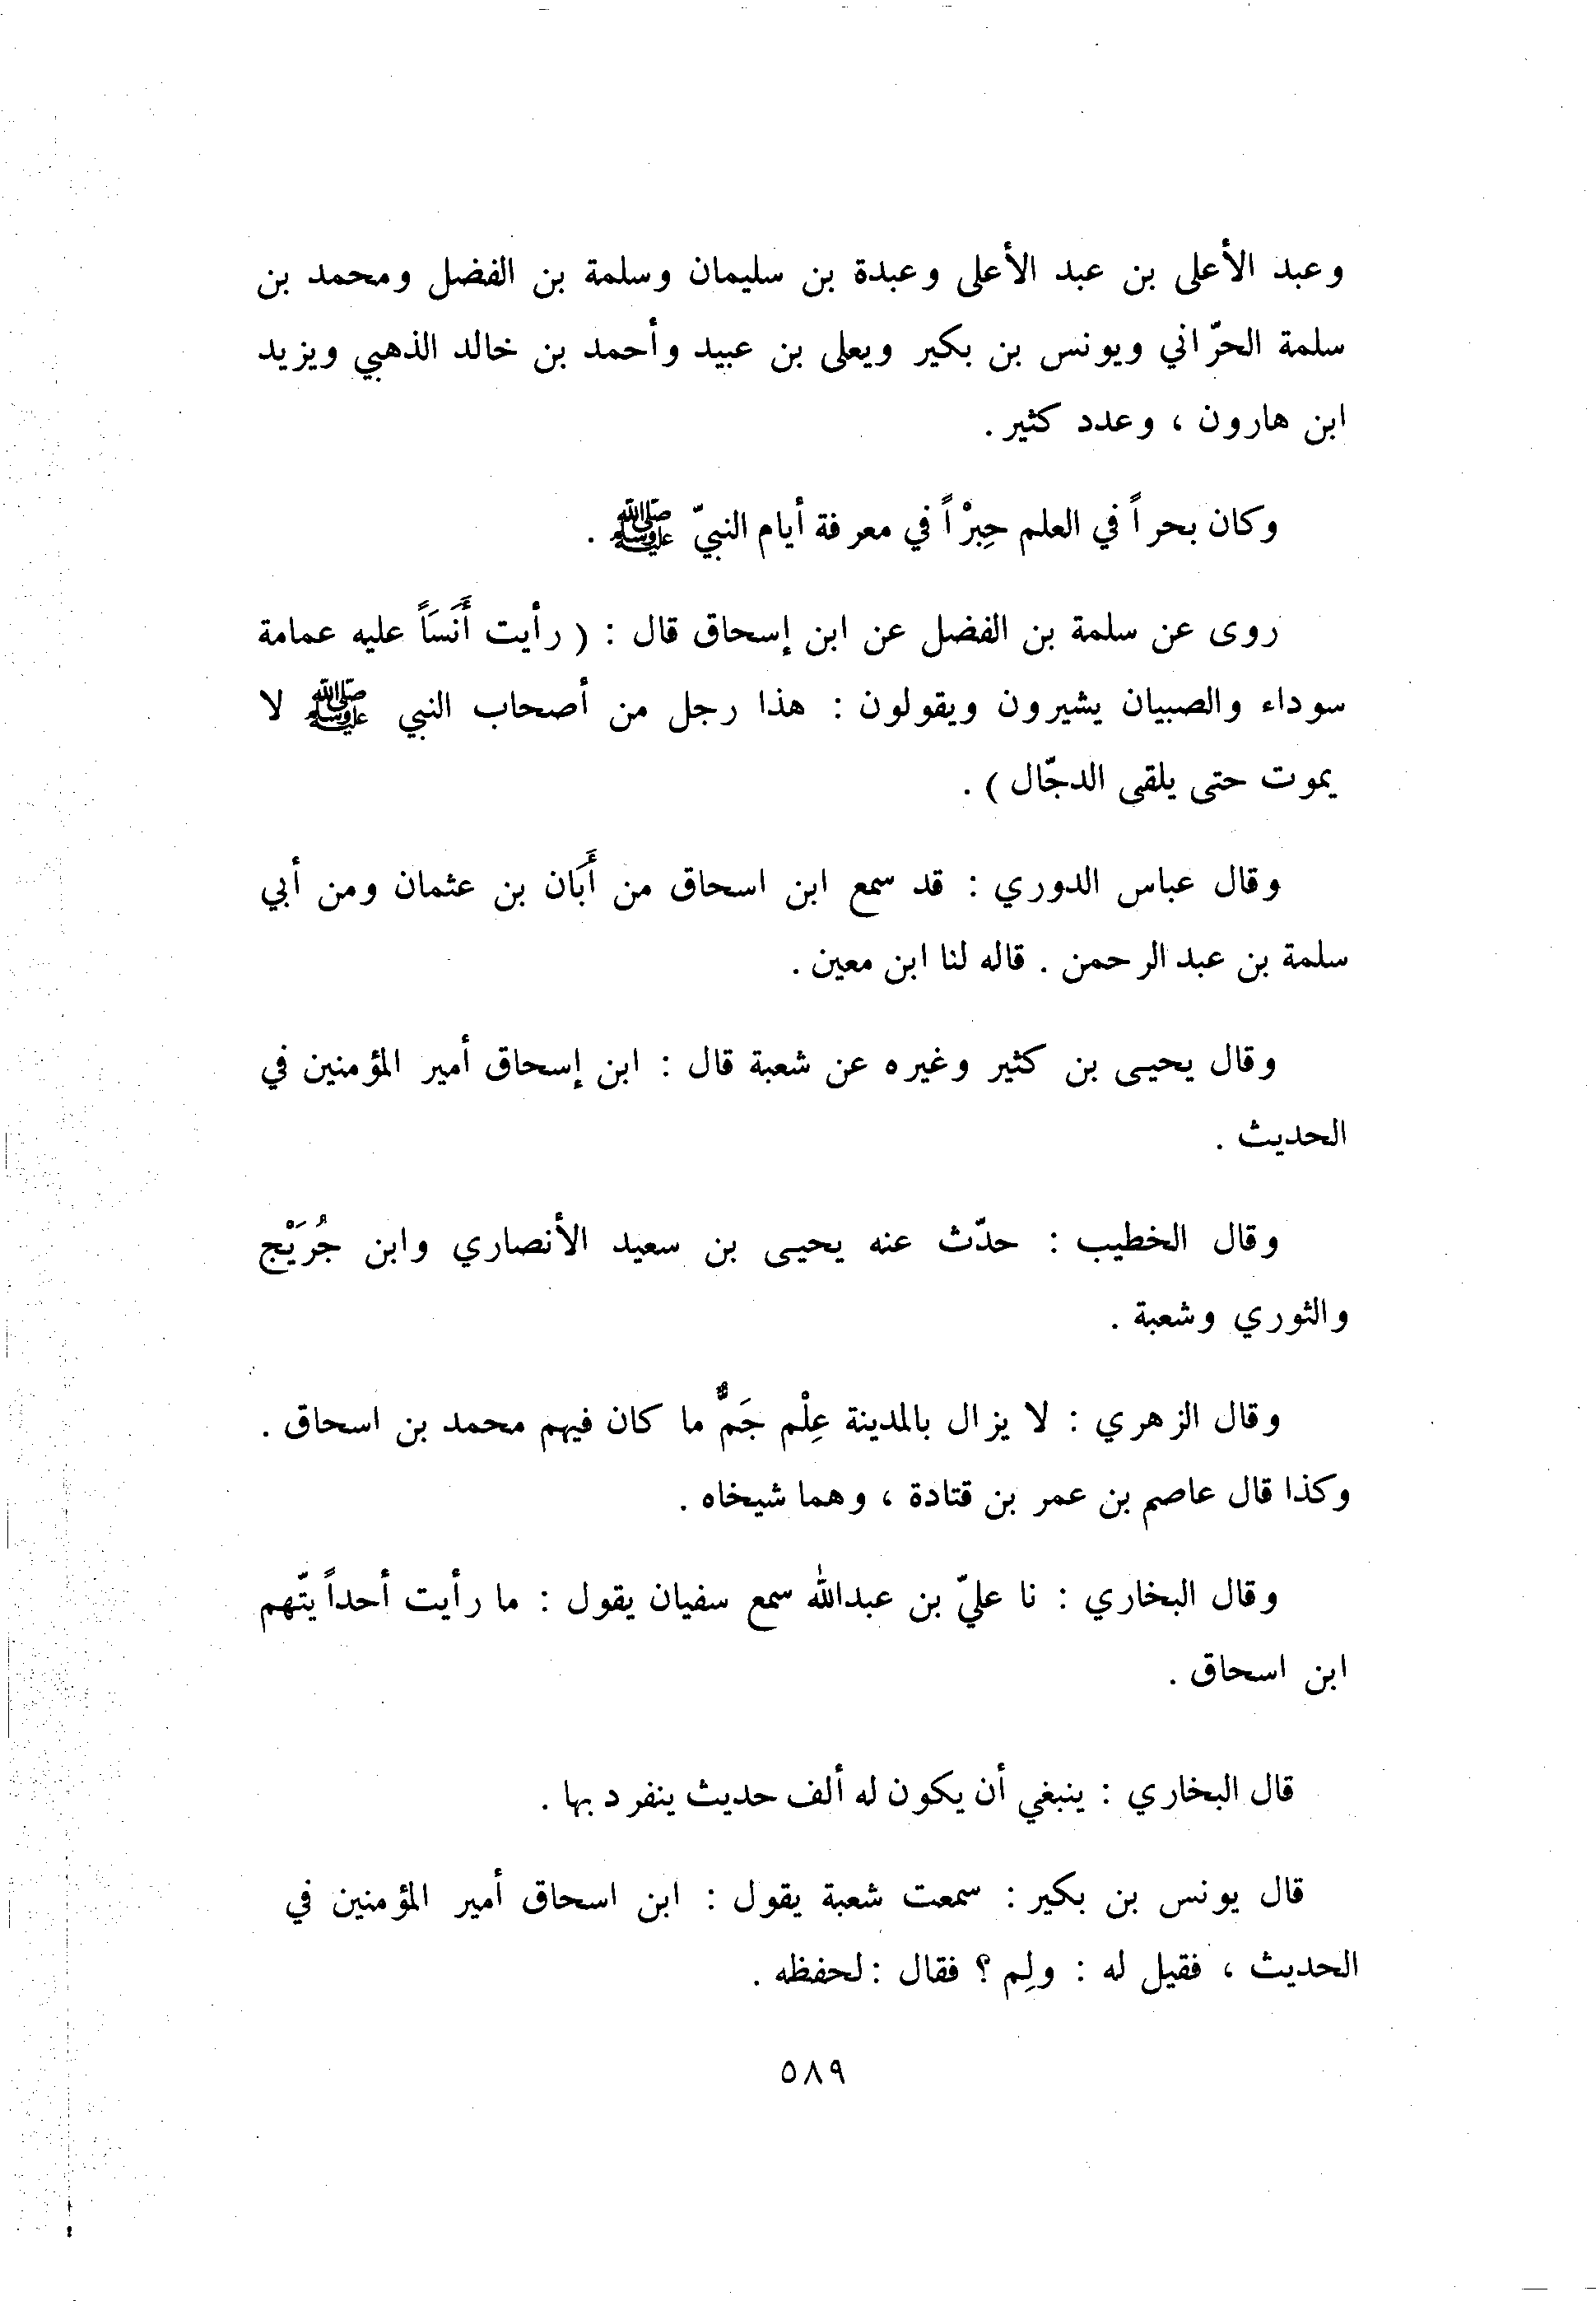 وعبد الأعلى بن عبد الأعلى وعبدة بن سليمان وسلمة بن الفضل ومحمد بن
سلمة الحرّاني ويونس بن بكير ويعلى بن عبيد وأحمد بن خالد الذهبي ويزيد
ابن هارون ، وعدد كثير .
وكان بحراً في العلم حِبرْاً في معرفة أيام النبيّ ﷺ .
روى عن سلمة بن الفضل عن ابن إسحاق قال : ( رأيت أَنَسَاً عليه عمامة
سوداء والصبيان يشيرون ويقولون : هذا رجل من أصحاب النبي ﷺ لا
يموت حتى يلقى الدجّال ) .
وقال عباس الدوري : قد سمع ابن اسحاق من أَبَان بن عثمان ومن أبي
سلمة بن عبد الرحمن . قاله لنا ابن معين .
وقال يحيى بن كثير وغيره عن شعبة قال : ابن إسحاق أمير المؤمنين في
الحديث .
وقال الخطيب : حدّث عنه يحيى بن سعيد الأنصاري وابن جُرَيْج
والثوري وشعبة .
وقال الزهري : لا يزال بالمدينة عِلْم جَمٌّ ما كان فيهم محمد بن اسحاق .
وكذا قال عاصم بن عمر بن قتادة ، وهما شيخاه .
وقال البخاري : نا عليّ بن عبدالله سمع سفيان يقول : ما رأيت أحداً يتّهم
ابن اسحاق .
قال البخاري : ينبغي أن يكون له ألف حديث ينفرد بها .
قال يونس بن بكير : سمعت شعبة يقول : ابن اسحاق أمير المؤمنين في
الحديث ، فقيل له : ولِم ؟ فقال : لحفظه .
٥٨٩